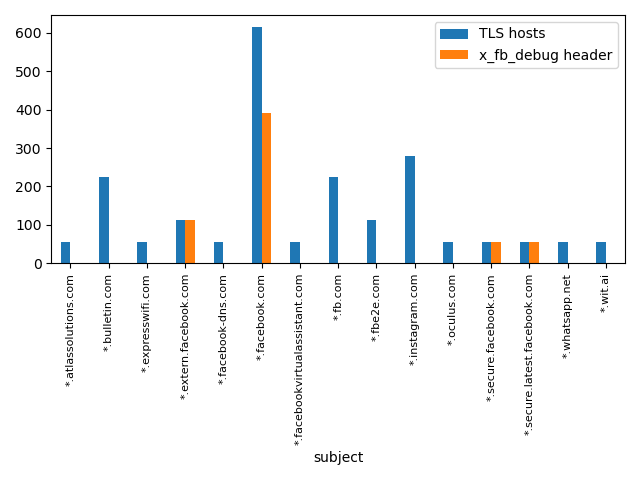 TLS hosts
x_fb_debug header
600
500
400
300
200
100
0
*.atlassolutions.com
*.bulletin.com
*.expresswifi.com
*.extern.facebook.com
*.facebook-dns.com
*.facebook.com
*.facebookvirtualassistant.com
*.fb.com
*.fbe2e.com
*.instagram.com
*.oculus.com
*.secure.facebook.com
*.secure.latest.facebook.com
*.whatsapp.net
*.wit.ai
subject